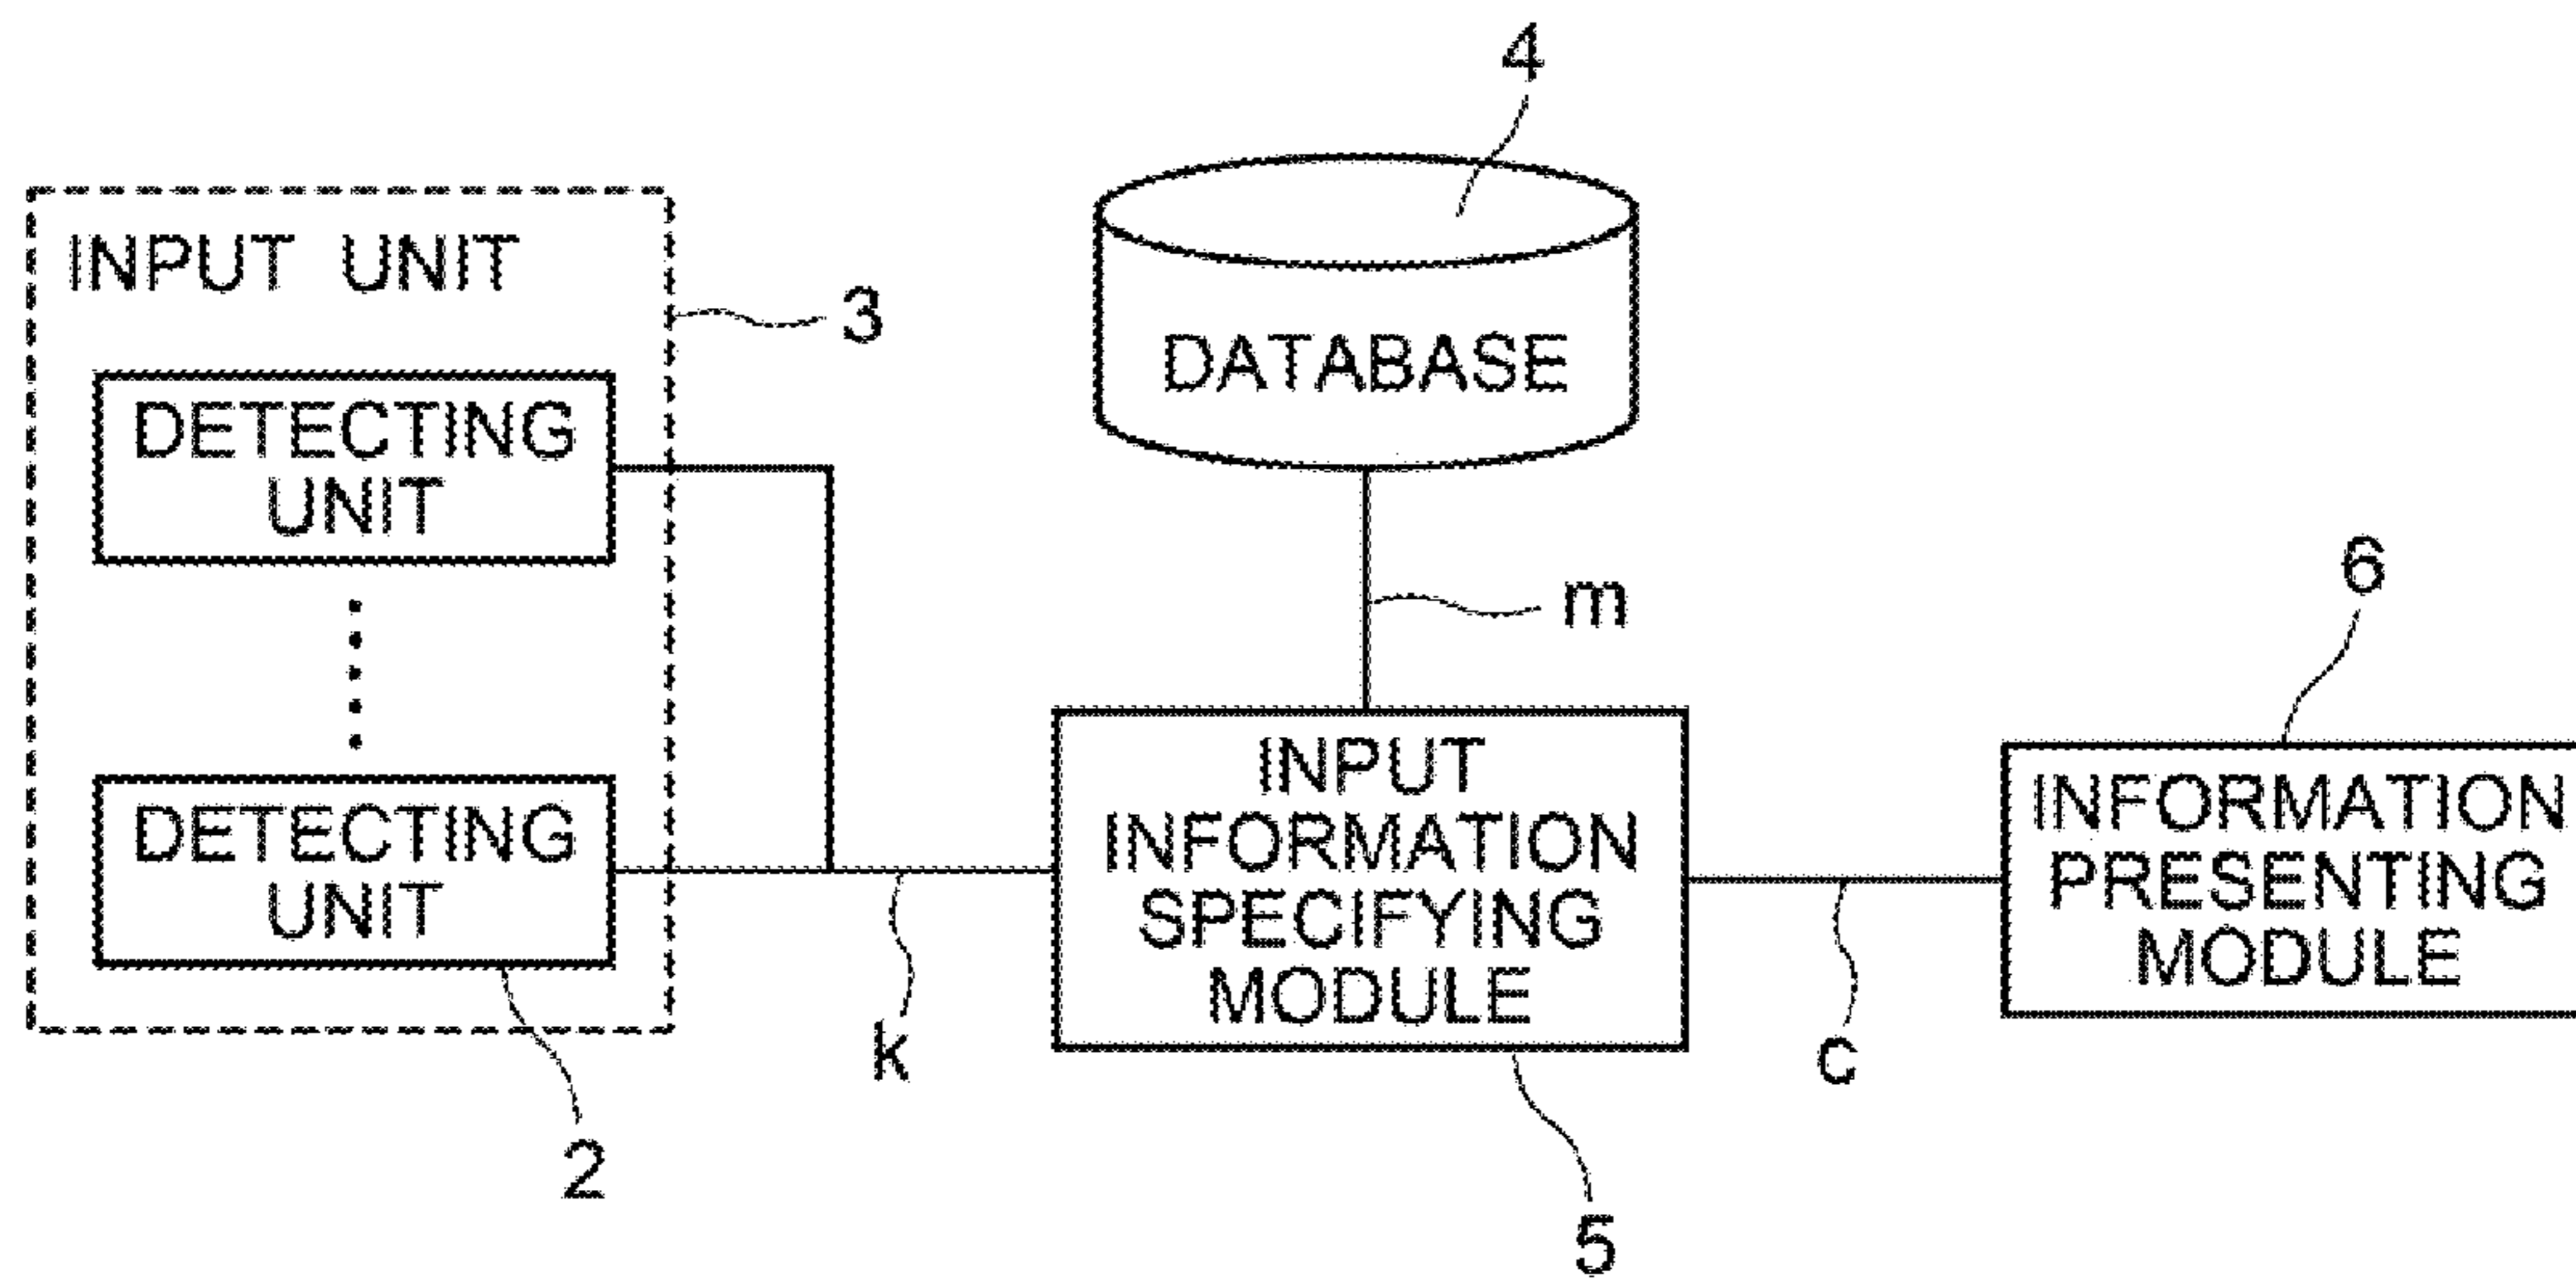 4
INPUT UNIT
3
DATABASE
DETECTING
UNIT
m
6
DETECTING
UNIT
INPUT
INFORMATION
SPECIFYING
MODULE
INFORMATION
PRESENTING
MODULE
k
c
2
5